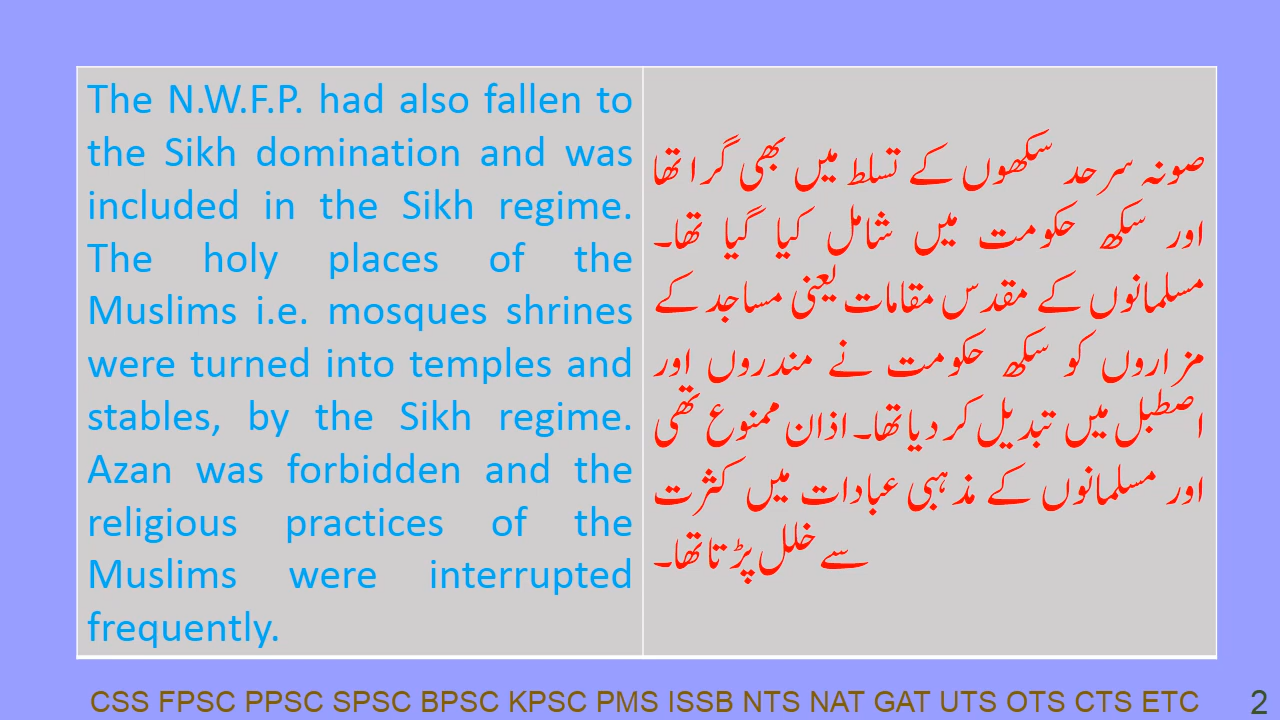 The N.W.F.P. had also fallen to
the Sikh domination and was
included in the Sikh regime.
The holy places of the
Muslims i.e. mosques shrines
were turned into temples and
stables, by the Sikh regime.
Azan was forbidden and the
religious practices of the
Muslims were interrupted
frequently.
صوبہ سرحد سکھوں کے تسلط میں بھی گرا تھا
اور سکھ حکومت میں شامل کیا گیا تھا۔
مسلمانوں کے مقدس مقامات یعنی مساجد کے
مزاروں کو سکھ حکومت نے مندروں اور
اصطبل میں تبدیل کر دیا تھا۔ اذان ممنوع تھی
اور مسلمانوں کے مذہبی عبادات میں کثرت
سے خلل پڑتا تھا۔
CSS FPSC PPSC SPSC BPSC KPSC PMS ISSB NTS NAT GAT UTS OTS CTS ETC
2